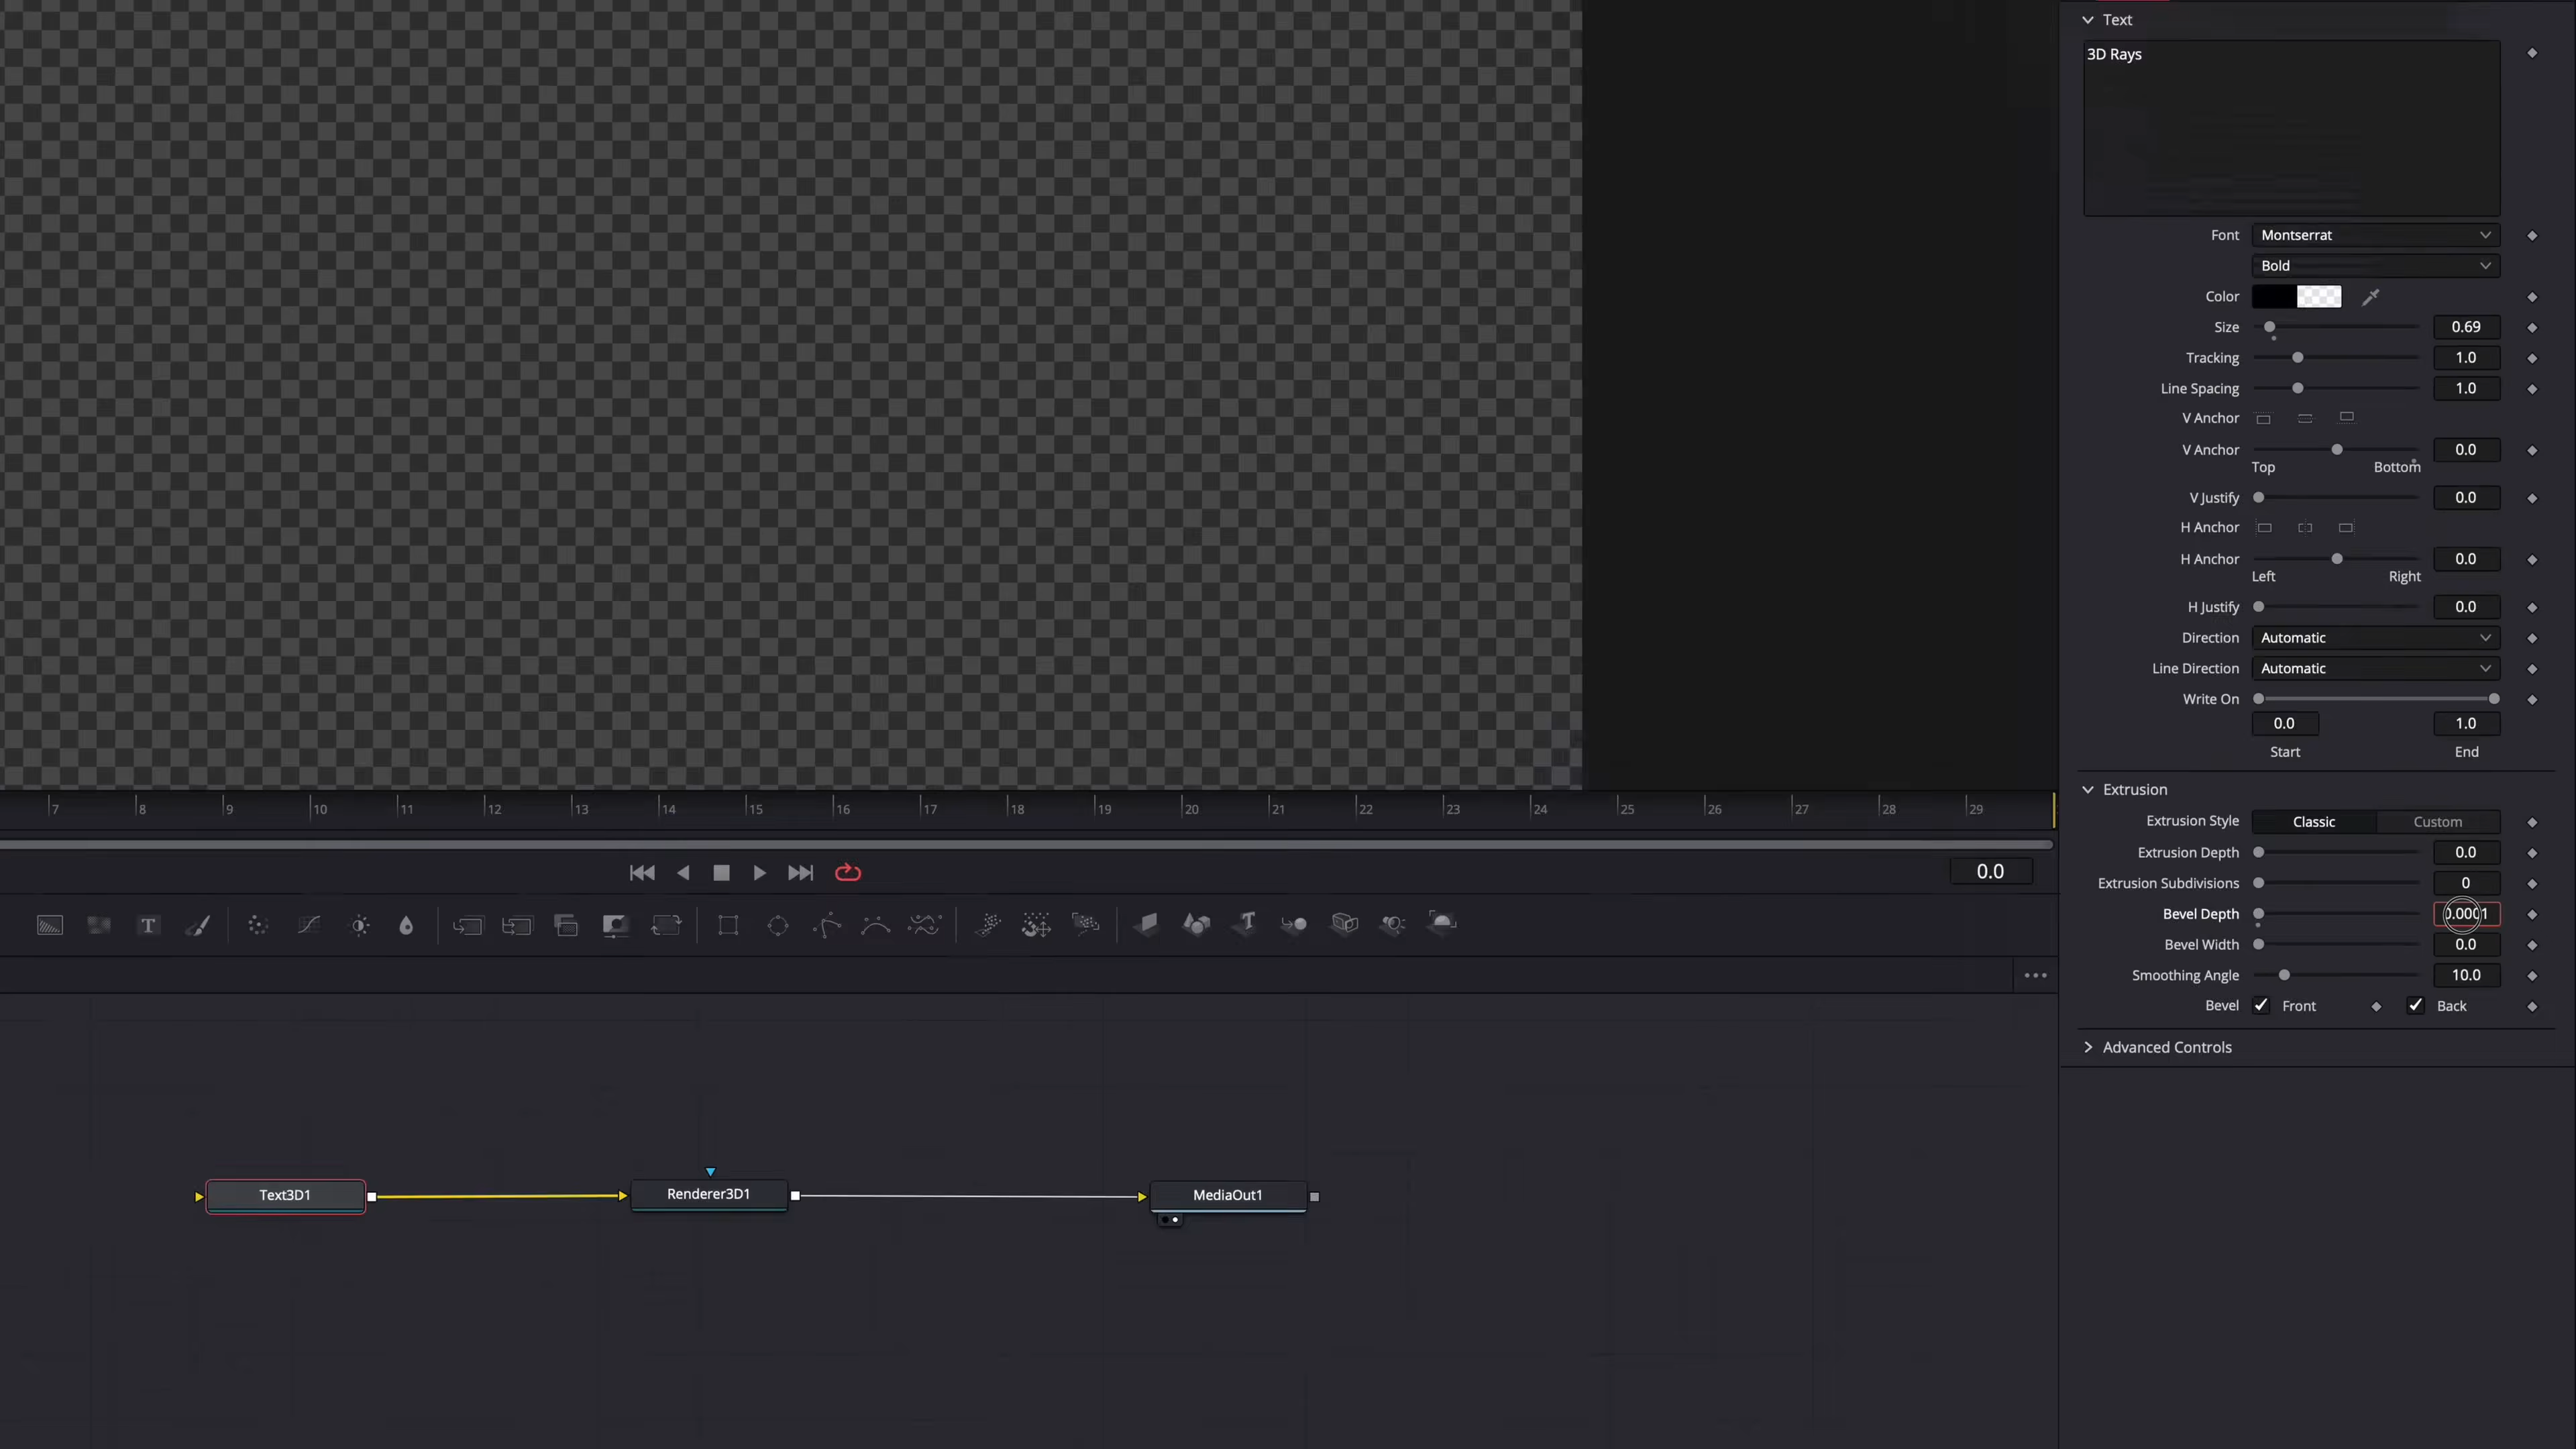 Text
3D Rays
Font Montserrat
Bold
Color
Size 0.69
Tracking 1.0
Line Spacing 1.0
V Anchor
V Anchor 0.0
Top Bottom
V Justify 0.0
H Anchor
H Anchor 0.0
Left Right
H Justify 0.0
Direction Automatic
Line Direction Automatic
Write On
0.0 1.0
Start End
Extrusion
Extrusion Style Classic Custom
Extrusion Depth 0.0
Extrusion Subdivisions 0
Bevel Depth 0.0001
Bevel Width 0.0
Smoothing Angle 10.0
Bevel Front Back
Advanced Controls
7 8 9 10 11 12 13 14 15 16 17 18 19 20 21 22 23 24 25 26 27 28 29
0.0
T T
Text3D1 Renderer3D1 MediaOut1